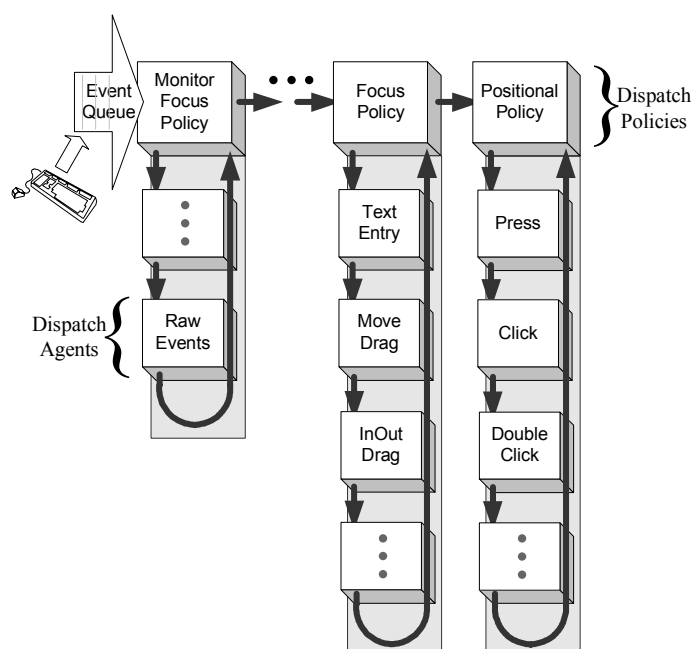 Event
Queue
Monitor
Focus
Policy
Focus
Policy
Positional
Policy
Dispatch
Policies
Text
Entry
Press
Dispatch
Agents
Raw
Events
Move
Drag
Click
InOut
Drag
Double
Click